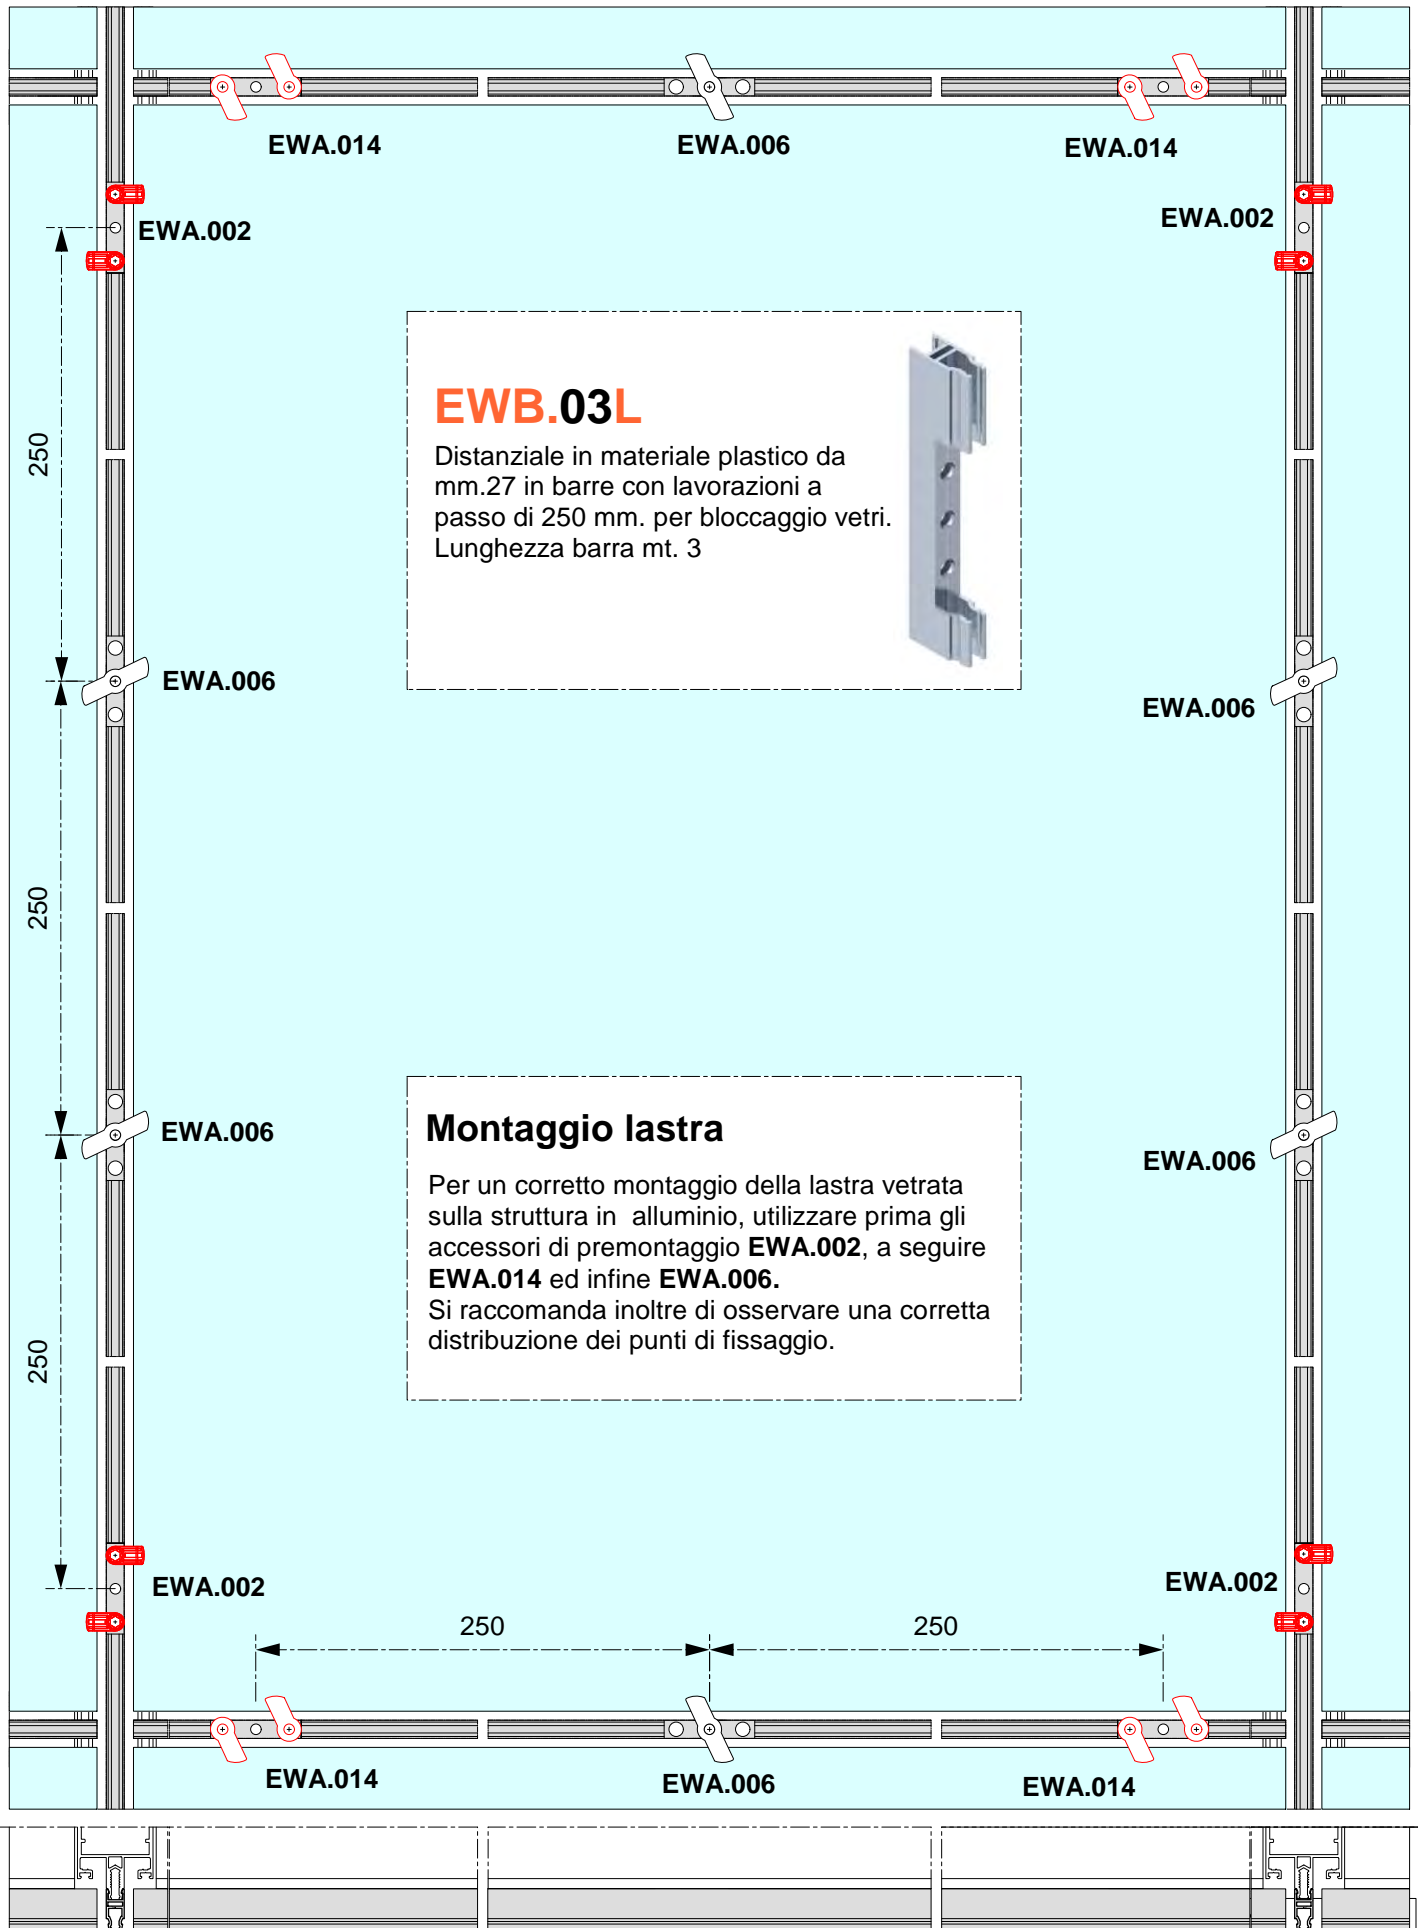 EWA.014
EWA.006
EWA.014
EWA.002
EWA.002
EWB.03L
Distanziale in materiale plastico da
mm.27 in barre con lavorazioni a
passo di 250 mm. per bloccaggio vetri.
Lunghezza barra mt. 3
250
EWA.006
EWA.006
250
Montaggio lastra
EWA.006
EWA.006
Per un corretto montaggio della lastra vetrata
sulla struttura in  alluminio, utilizzare prima gli
accessori di premontaggio EWA.002, a seguire
EWA.014 ed infine EWA.006.
Si raccomanda inoltre di osservare una corretta
distribuzione dei punti di fissaggio.
250
EWA.002
EWA.002
250
250
EWA.014
EWA.006
EWA.014